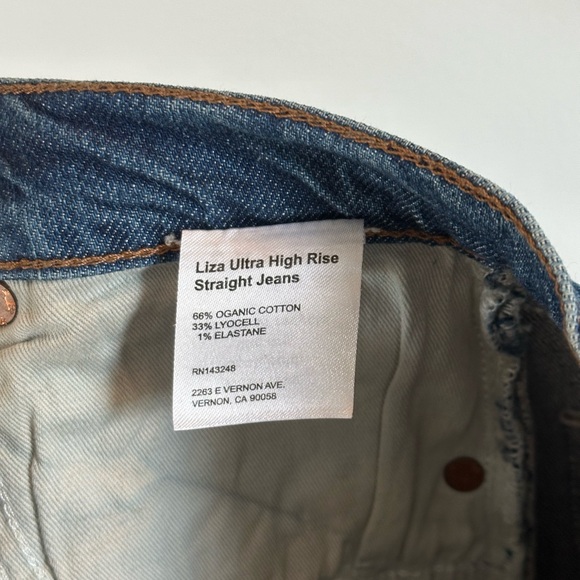 Liza Ultra High Rise
Straight Jeans
66% OGANIC COTTON
33% LYOCELL
1% ELASTANE
RN143248
2263 E VERNON AVE.
VERNON, CA 90058